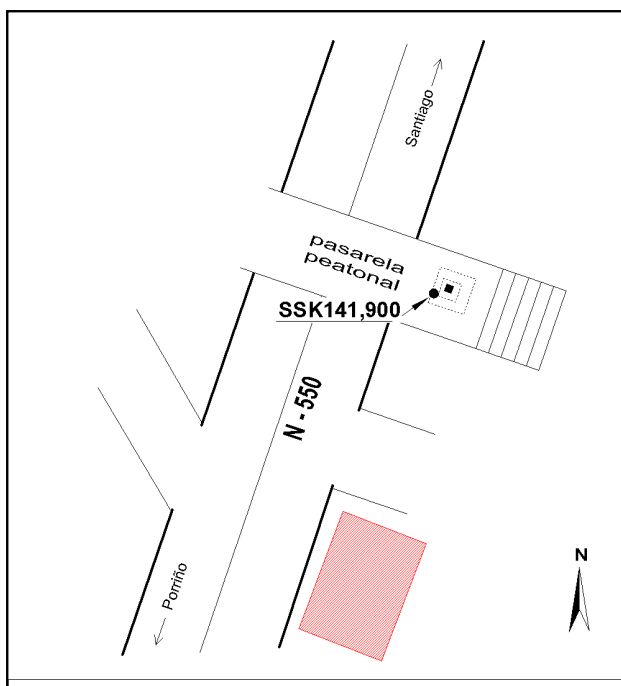 Santiago
pasarela
peatonal
SSK141,900
N - 550
N
Porriño